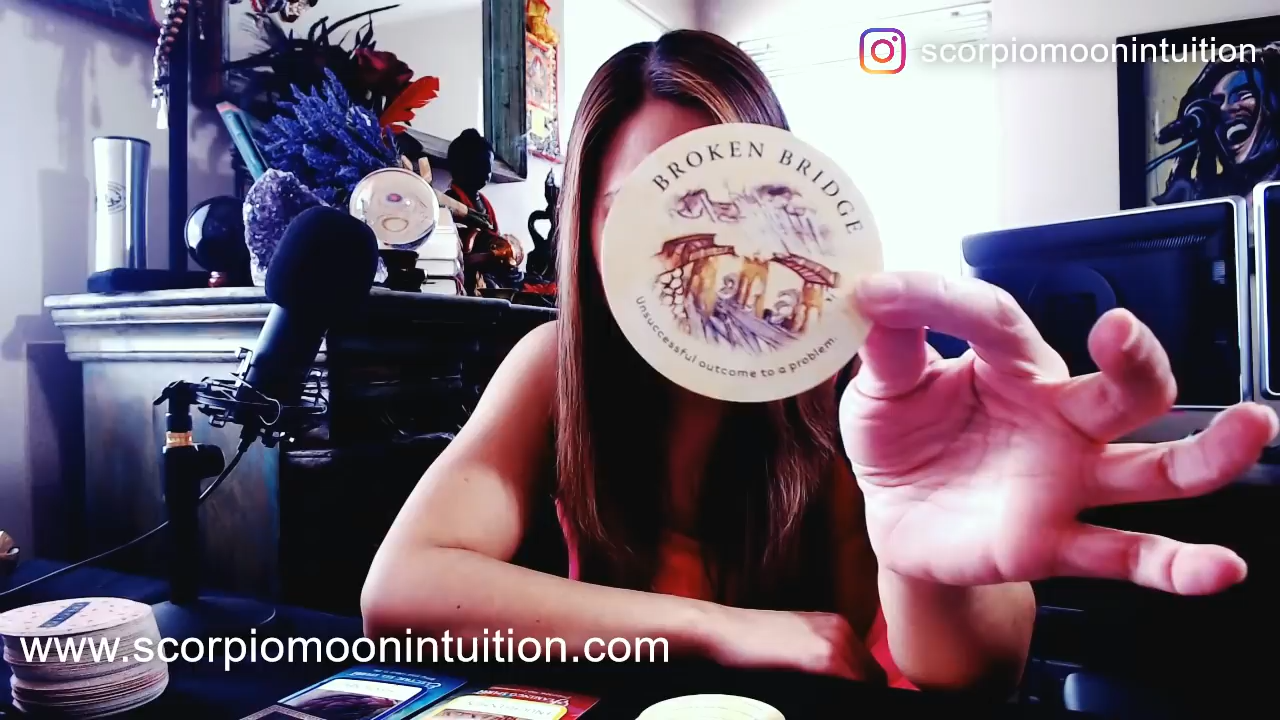 scorpiomoonintuition
BROKEN BRIDGE
Unsuccessful outcome to a problem.
www.scorpiomoonintuition.com